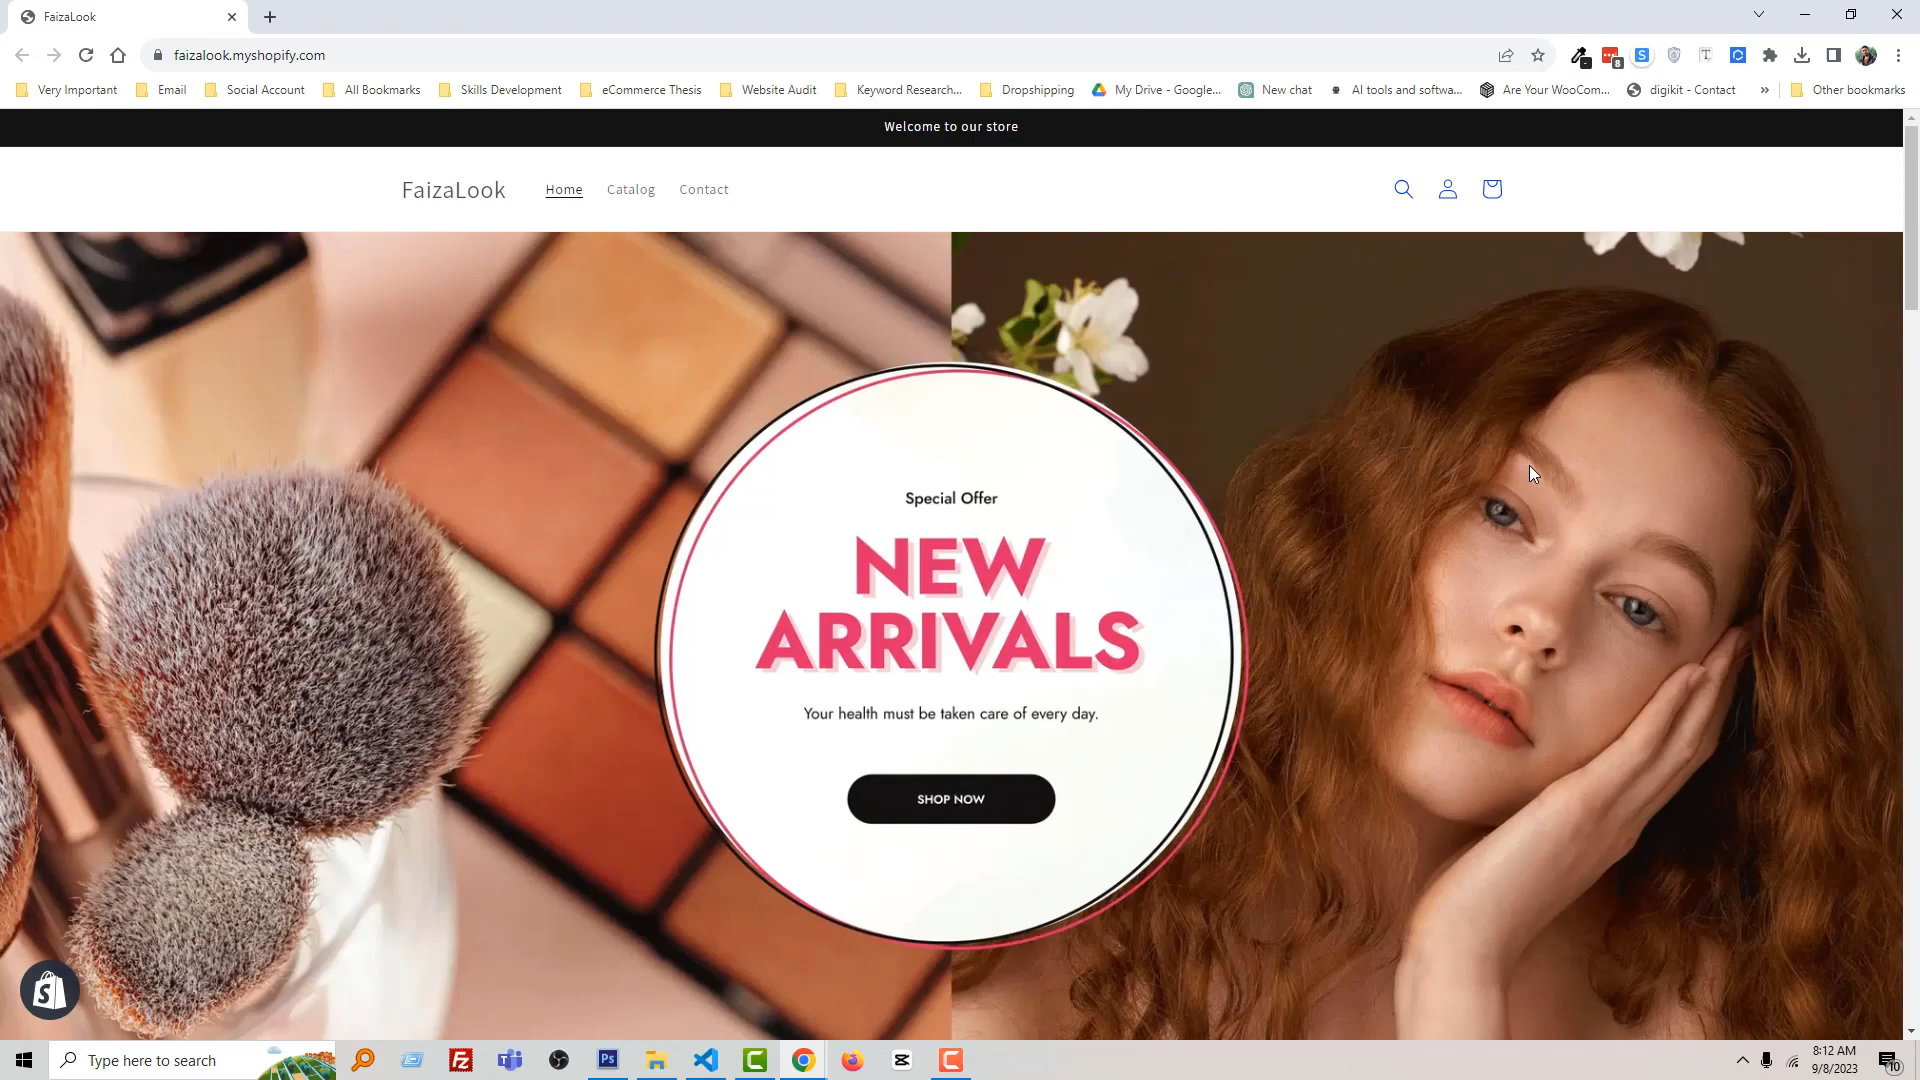 FaizaLook
faizalook.myshopify.com
8
Very Important
Email
Social Account
All Bookmarks
Skills Development
eCommerce Thesis
Website Audit
Keyword Research...
Dropshipping
My Drive - Google...
New chat
AI tools and softwa...
Are Your WooCom...
digikit - Contact
»
Other bookmarks
Welcome to our store
FaizaLook
Home
Catalog
Contact
Special Offer
NEW
ARRIVALS
Your health must be taken care of every day.
SHOP NOW
Type here to search
Ps
8:12 AM
9/8/2023
10